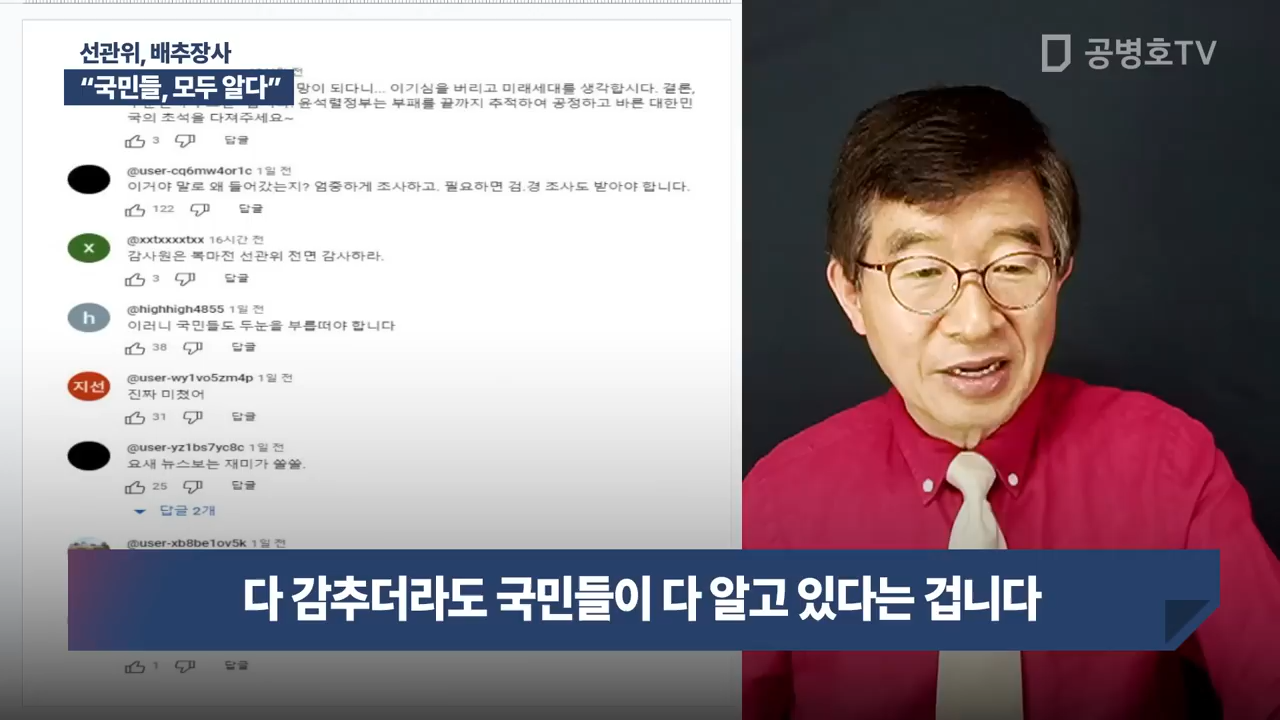 선관위, 배추장사
공병호TV
"국민들, 모두 알다"
전
망이 되다니... 이기심을 버리고 미래세대를 생각합시다. 결론,
윤석렬정부는 부패를 끝까지 추적하여 공정하고 바른 대한민
국의 초석을 다져주세요~
3 답글
@user-cq6mw4or1c 1일 전
이거야 말로 왜 들어갔는지? 엄중하게 조사하고. 필요하면 검.경 조사도 받아야 합니다.
122 답글
@xxtxxxxtxx 16시간 전
X
감사원은 복마전 선관위 전면 감사하라.
3 답글
@highhigh4855 1일 전
h
이러니 국민들도 두눈을 부릅떠야 합니다
38 답글
@user-wy1vo5zm4p 1일 전
지선
진짜 미쳤어
31 답글
@user-yz1bs7yc8c 1일 전
요새 뉴스보는 재미가 쏠쏠.
25 답글
답글 2개
@user-xb8be1ov5k 1일 전
다 감추더라도 국민들이 다 알고 있다는 겁니다
1 답글